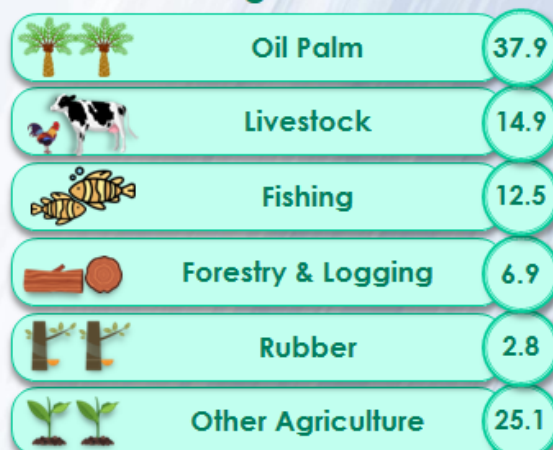 Oil Palm 37.9
Livestock 14.9
Fishing 12.5
Forestry & Logging 6.9
Rubber 2.8
Other Agriculture 25.1